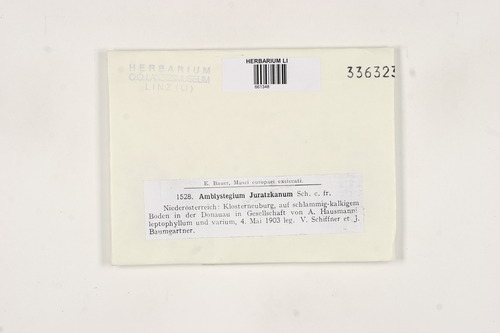 HERBARIUM
OÖ LANDESMUSEUM
LINZ (LI)
HERBARIUM LI
336323
E. Bauer, Musci europaei exsiccati.
1528. Amblystegium Juratzkanum Sch. c. fr.
Niederösterreich: Klosterneuburg, auf schlammig-kalkigem
Boden in der Donauau in Gesellschaft von A. Hausmanni
leptophyllum und varium, 4. Mai 1903 leg. V. Schiffner et J.
Baumgartner.